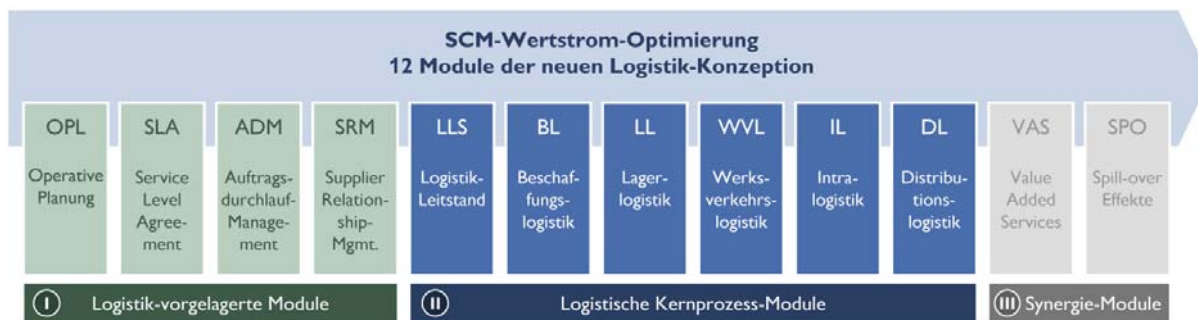 SCM-Wertstrom-Optimierung
12 Module der neuen Logistik-Konzeption
OPL
Operative
Planung
SLA
Service
Level
Agree-
ment
ADM
Auftrags-
durchlauf-
Manage-
ment
SRM
Supplier
Relation-
ship-
Mgmt.
LLS
Logistik-
Leitstand
BL
Beschaf-
fungs-
logistik
LL
Lager-
logistik
WVL
Werks-
verkehrs-
logistik
IL
Intra-
logistik
DL
Distribu-
tions-
logistik
VAS
Value
Added
Services
SPO
Spill-over
Effekte
I Logistik-vorgelagerte Module
II Logistische Kernprozess-Module
III Synergie-Module